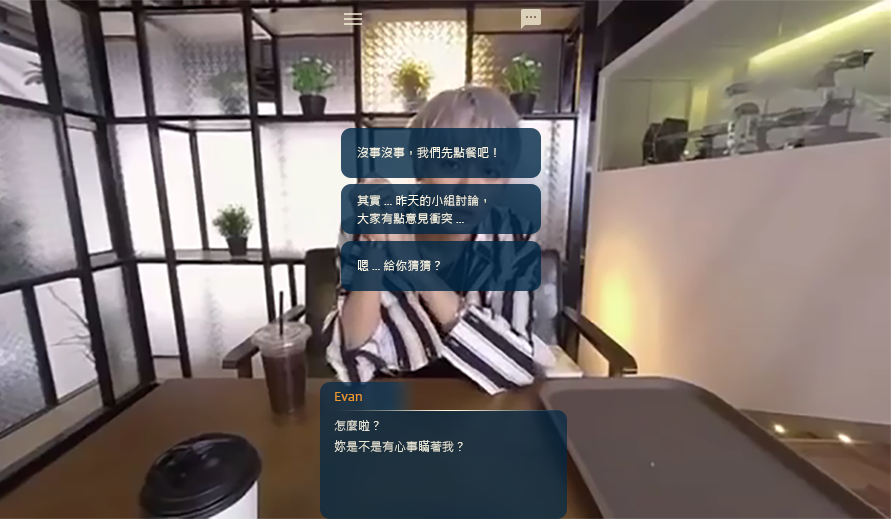 沒事沒事，我們先點餐吧！
其實 ... 昨天的小組討論，
大家有點意見衝突 ...
嗯 ... 給你猜猜？
Evan
怎麼啦？
妳是不是有心事瞞著我？